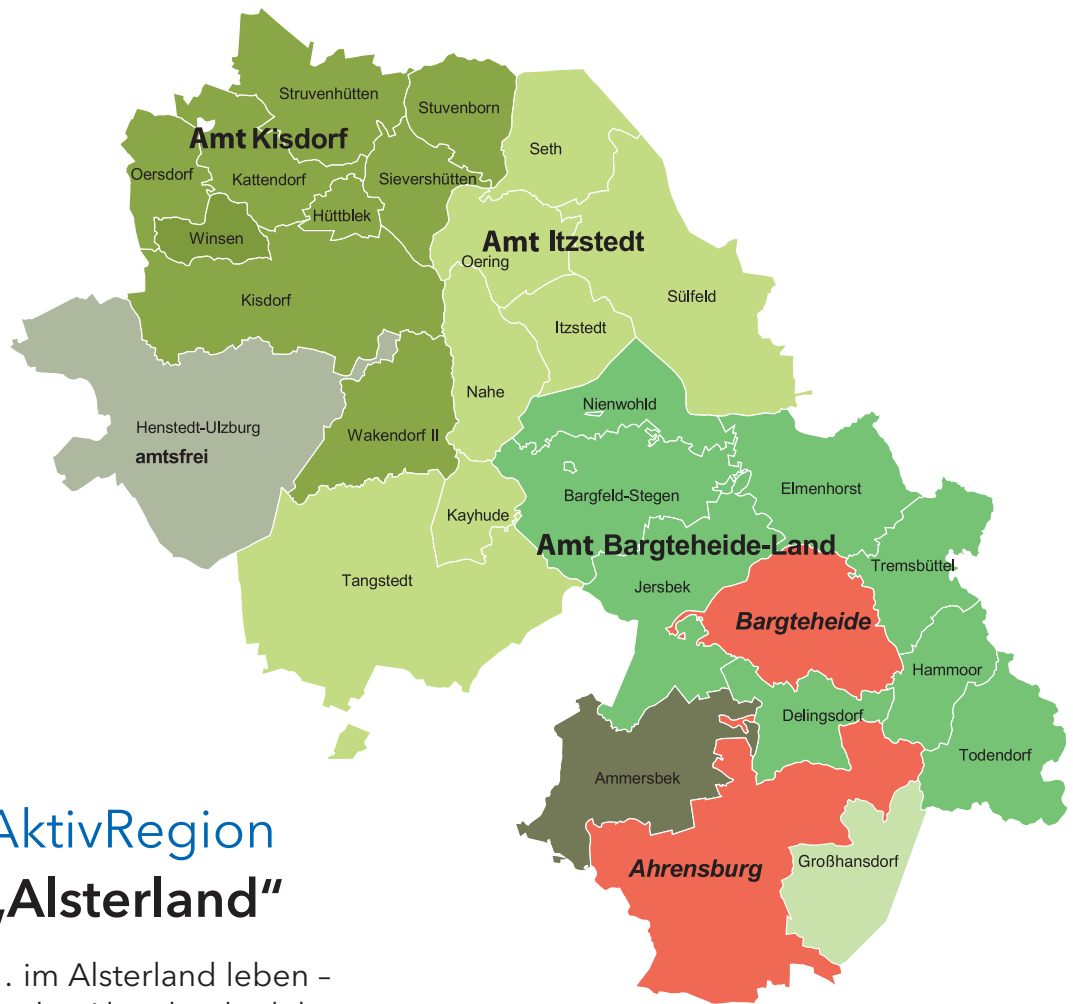 Struvenhütten
Stuvenborn
Amt Kisdorf
Seth
Oersdorf
Kattendorf
Sievershütten
Hüttblek
Winsen
Amt Itzstedt
Oering
Kisdorf
Sülfeld
Itzstedt
Nahe
Nienwohld
Henstedt-Ulzburg
amtsfrei
Wakendorf II
Bargfeld-Stegen
Elmenhorst
Kayhude
Amt Bargteheide-Land
Tangstedt
Jersbek
Tremsbüttel
Bargteheide
Hammoor
Delingsdorf
Todendorf
Ammersbek
Großhansdorf
Ahrensburg
AktivRegion
„Alsterland“
. im Alsterland leben –